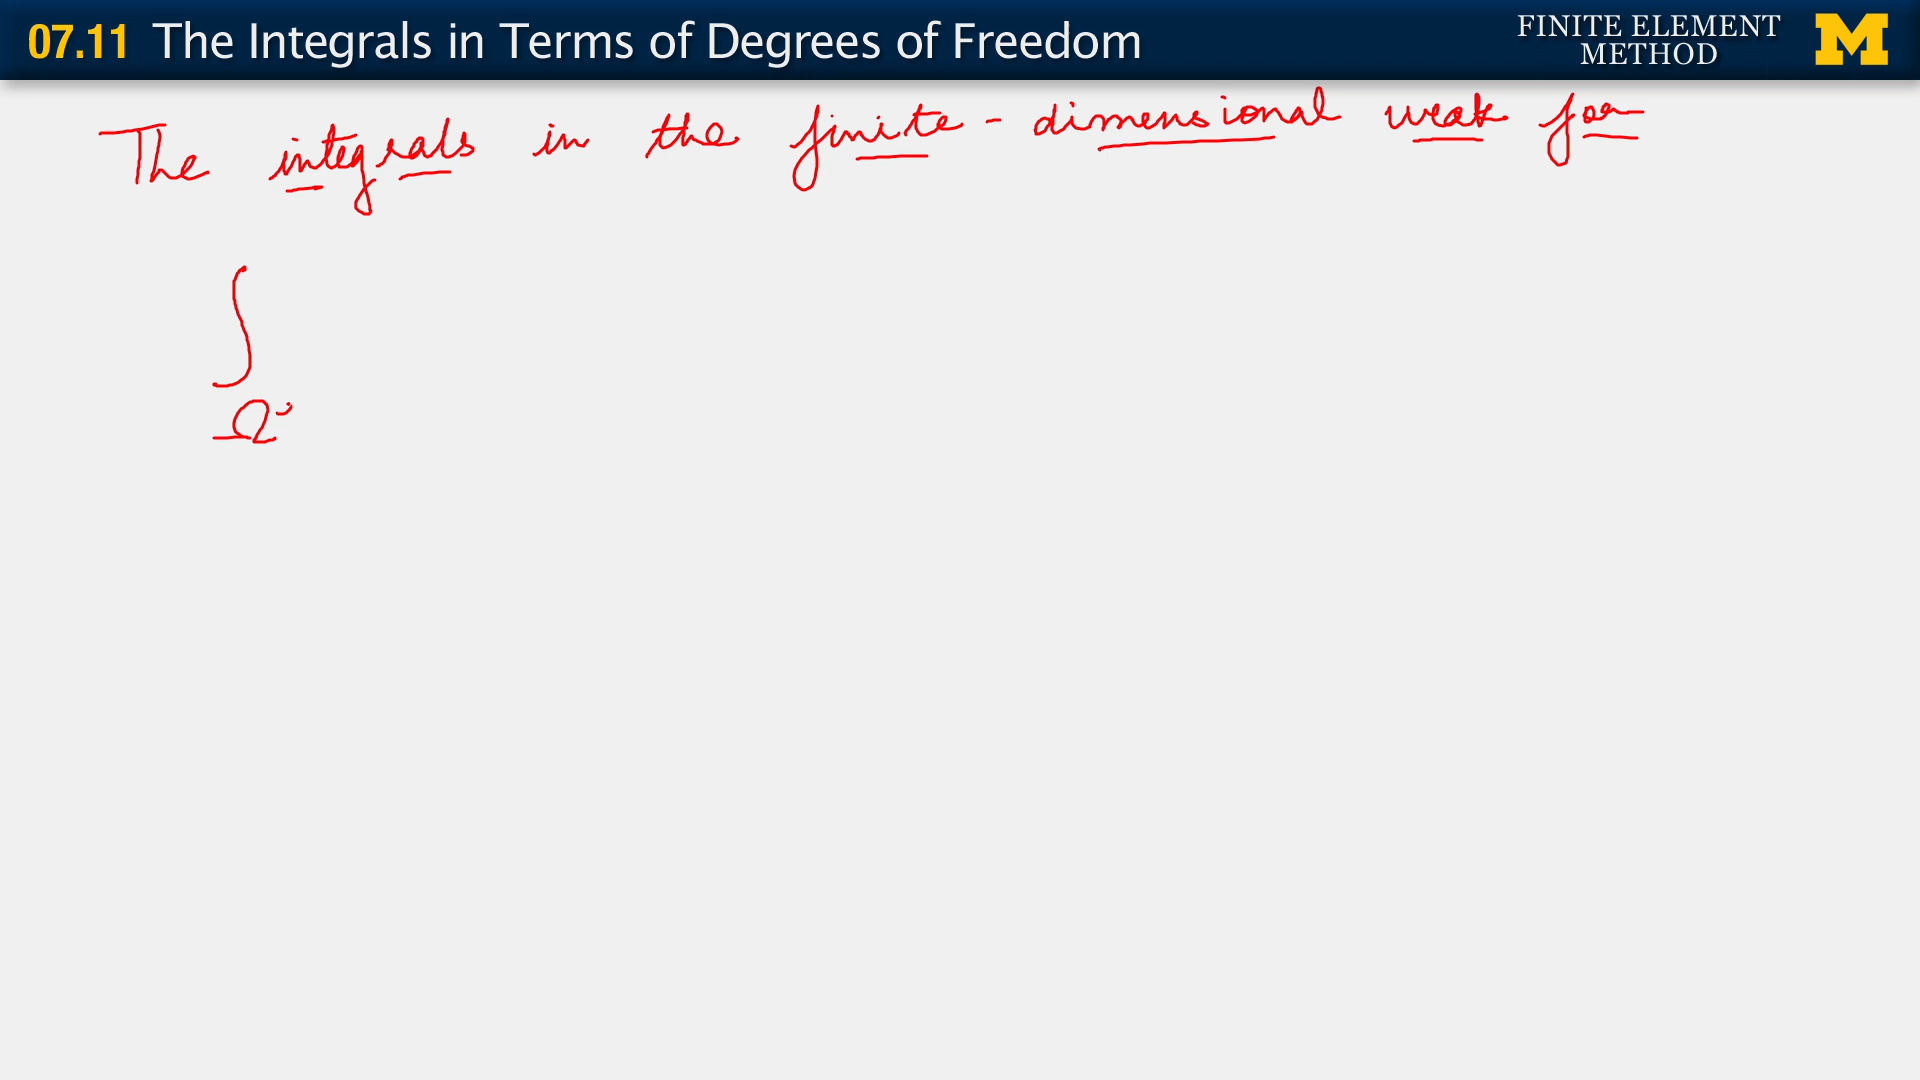 07.11 The Integrals in Terms of Degrees of Freedom
FINITE ELEMENT
METHOD
M
The integrals in the finite - dimensional weak form
∫
Ω